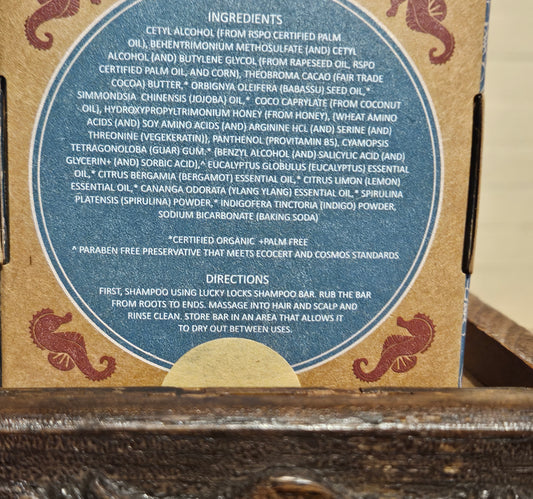 INGREDIENTS
CETYL ALCOHOL (FROM RSPO CERTIFIED PALM
OIL), BEHENTRIMONIUM METHOSULFATE (AND) CETYL
ALCOHOL (AND) BUTYLENE GLYCOL (FROM RAPESEED OIL, RSPO
CERTIFIED PALM OIL, AND CORN), THEOBROMA CACAO (FAIR TRADE
COCOA) BUTTER,* ORBIGNYA OLEIFERA (BABASSU) SEED OIL,*
SIMMONDSIA CHINENSIS (JOJOBA) OIL,* COCO CAPRYLATE (FROM COCONUT
OIL), HYDROXYPROPYLTRIMONIUM HONEY (FROM HONEY), {WHEAT AMINO
ACIDS (AND) SOY AMINO ACIDS (AND) ARGININE HCL (AND) SERINE (AND)
THREONINE (VEGEKERATIN)}, PANTHENOL (PROVITAMIN B5), CYAMOPSIS
TETRAGONOLOBA (GUAR) GUM,* {BENZYL ALCOHOL (AND) SALICYLIC (AND)
GLYCERIN+ (AND) SORBIC ACID},^ EUCALYPTUS GLOBULUS (EUCALYPTUS) ESSENTIAL
OIL,* CITRUS BERGAMIA (BERGAMOT) ESSENTIAL OIL,* CITRUS LIMON (LEMON)
ESSENTIAL OIL,* CANANGA ODORATA (YLANG YLANG) ESSENTIAL OIL,* SPIRULINA
PLATENSIS (SPIRULINA) POWDER,* INDIGOFERA TINCTORIA (INDIGO) POWDER,
SODIUM BICARBONATE (BAKING SODA)
*CERTIFIED ORGANIC +PALM FREE
^ PARABEN FREE PRESERVATIVE THAT MEETS ECOCERT AND COSMOS STANDARDS
DIRECTIONS
FIRST, SHAMPOO USING LUCKY LOCKS SHAMPOO BAR. RUB THE BAR
FROM ROOTS TO ENDS. MASSAGE INTO HAIR AND SCALP AND
RINSE CLEAN. STORE BAR IN AN AREA THAT ALLOWS IT
TO DRY OUT BETWEEN USES.